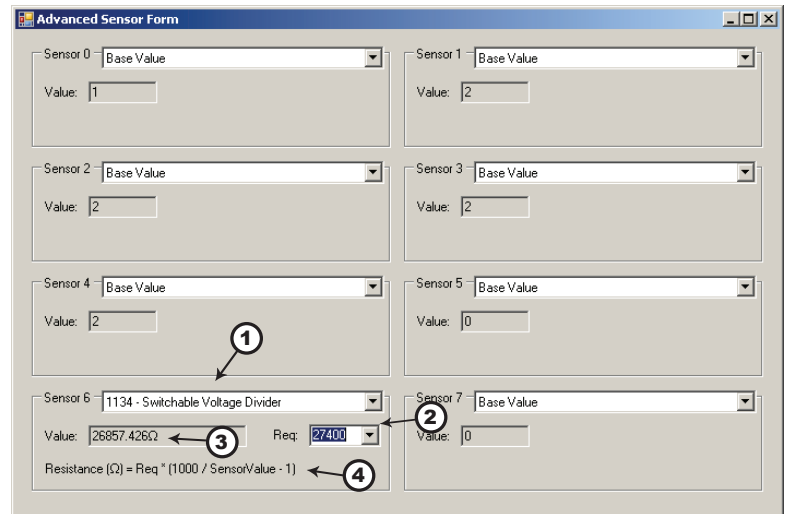 Advanced Sensor Form
Sensor 0 Base Value
Value: 1
Sensor 1 Base Value
Value: 2
Sensor 2 Base Value
Value: 2
Sensor 3 Base Value
Value: 2
Sensor 4 Base Value
Value: 2
Sensor 5 Base Value
Value: 0
1
Sensor 6 1134 - Switchable Voltage Divider
2
Value: 26857.426Ω 3 Req: 27400
Resistance (Ω) = Req * (1000 / SensorValue - 1) 4
Sensor 7 Base Value
Value: 0